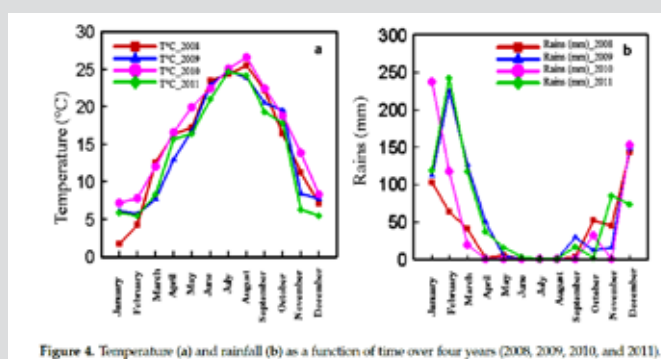 30
25
20
15
10
5
0
Temperature (°C)
T°C_2008
T°C_2009
T°C_2010
T°C_2011
a
January
February
March
April
May
June
July
August
September
October
November
December
300
250
200
150
100
50
0
Rains (mm)
Rains (mm)_2008
Rains (mm)_2009
Rains (mm)_2010
Rains (mm)_2011
b
January
February
March
April
May
June
July
August
September
October
November
December
Figure 4. Temperature (a) and rainfall (b) as a function of time over four years (2008, 2009, 2010, and 2011).